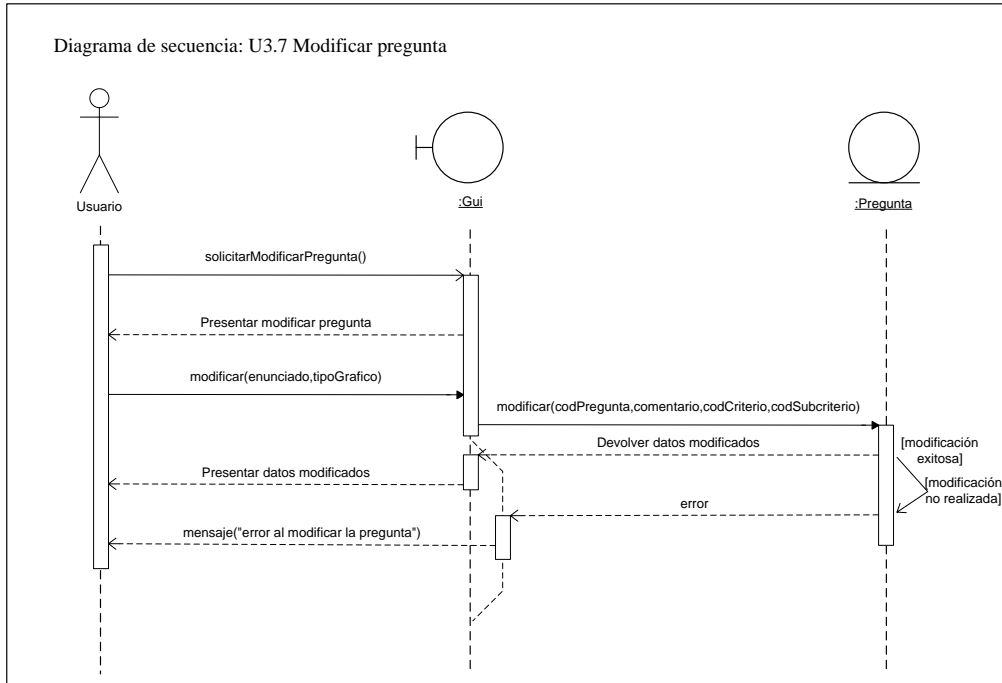 Diagrama de secuencia: U3.7 Modificar pregunta
Usuario
:Gui
:Pregunta
solicitarModificarPregunta()
Presentar modificar pregunta
modificar(enunciado,tipoGrafico)
modificar(codPregunta,comentario,codCriterio,codSubcriterio)
Devolver datos modificados
[modificación
exitosa]
Presentar datos modificados
[modificación
no realizada]
error
mensaje("error al modificar la pregunta")